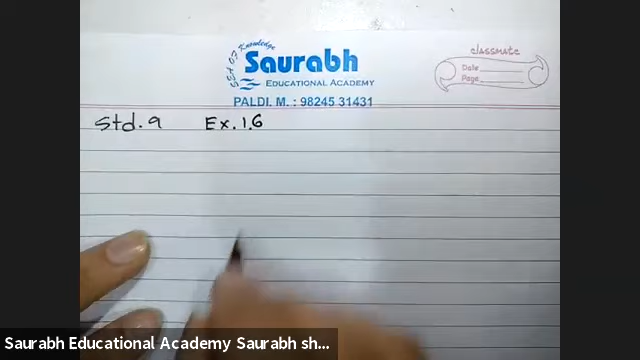 SEA OF Knowledge
Saurabh
EDUCATIONAL ACADEMY
PALDI. M. : 98245 31431
classmate
Date
Page
Std. 9 Ex. 1.6
Saurabh Educational Academy Saurabh sh...